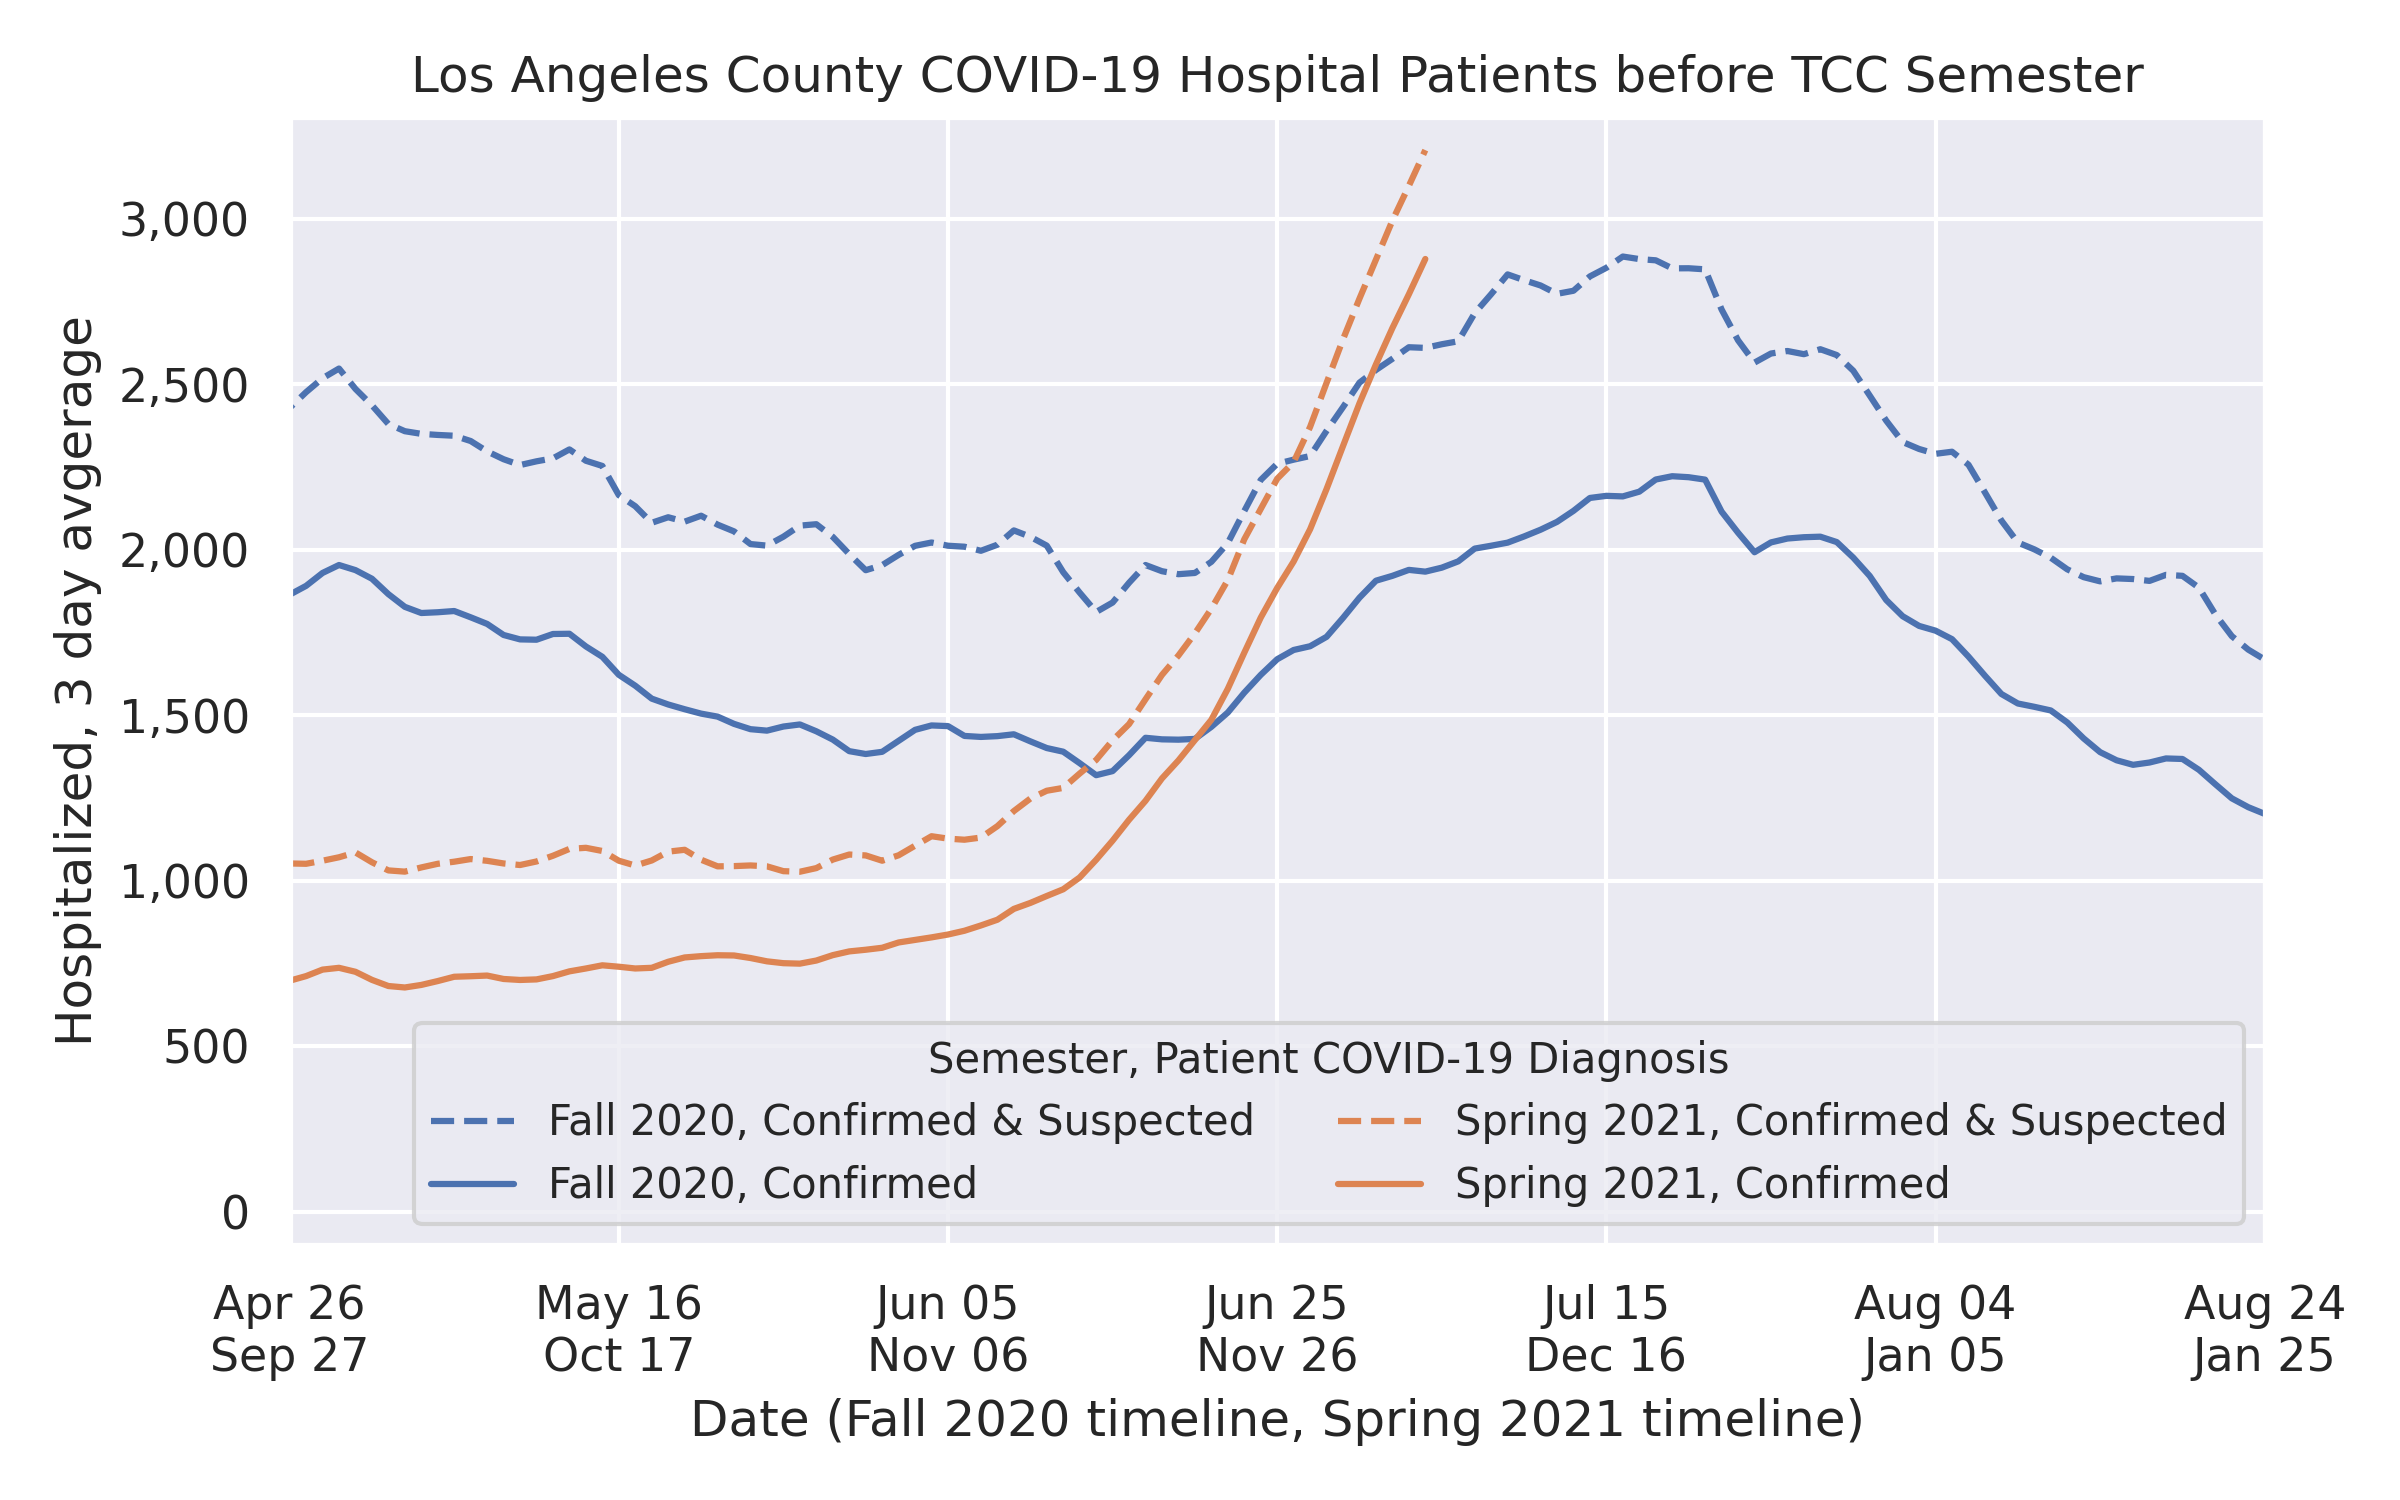 Los Angeles County COVID-19 Hospital Patients before TCC Semester
Hospitalized, 3 day avgerage
3,000
2,500
2,000
1,500
1,000
500
0
Semester, Patient COVID-19 Diagnosis
Fall 2020, Confirmed & Suspected
Fall 2020, Confirmed
Spring 2021, Confirmed & Suspected
Spring 2021, Confirmed
Apr 26
Sep 27
May 16
Oct 17
Jun 05
Nov 06
Jun 25
Nov 26
Jul 15
Dec 16
Aug 04
Jan 05
Aug 24
Jan 25
Date (Fall 2020 timeline, Spring 2021 timeline)